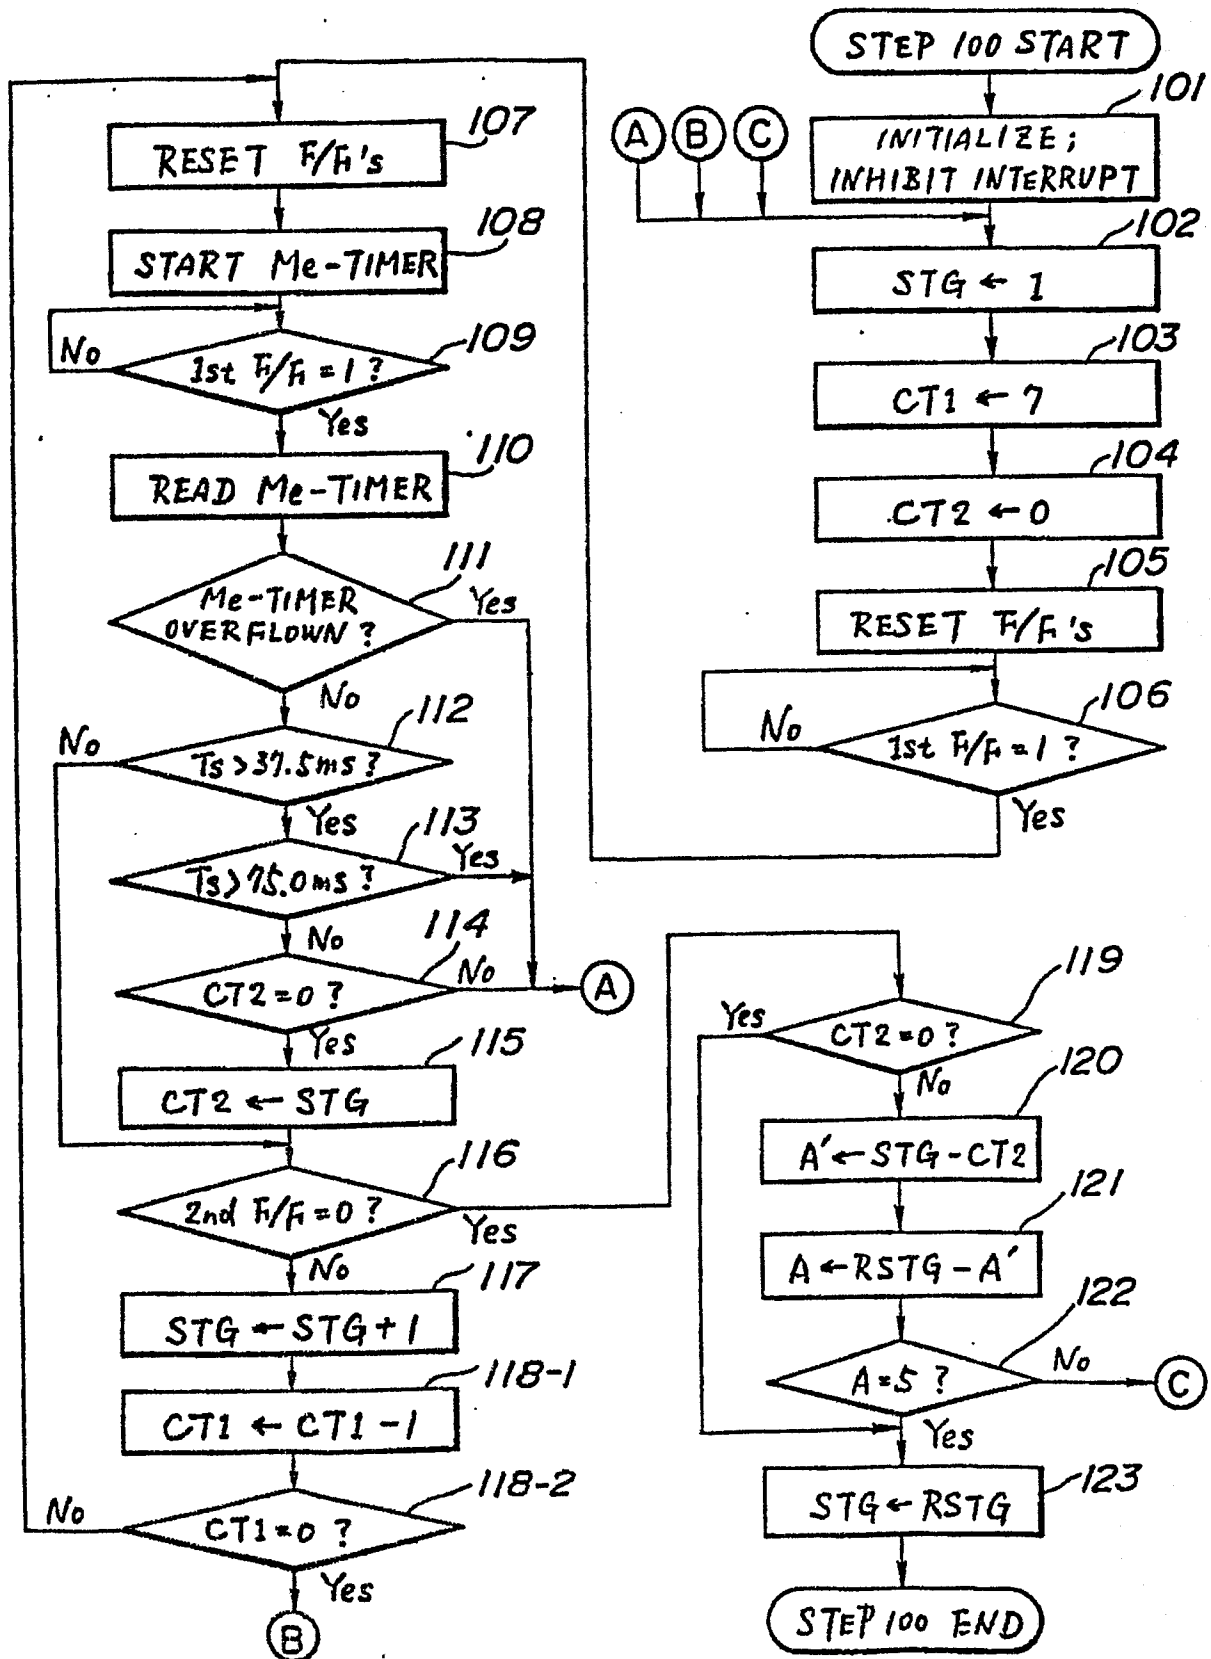 STEP 100 START
101
INITIALIZE;
INHIBIT INTERRUPT
A
B
C
102
STG ← 1
103
CT1 ← 7
104
CT2 ← 0
105
RESET F/F's
106
1st F/F = 1 ?
No
Yes
107
RESET F/F's
108
START Me-TIMER
109
1st F/F = 1 ?
No
Yes
110
READ Me-TIMER
111
Me-TIMER
OVERFLOWN ?
Yes
No
112
Ts > 37.5ms ?
No
Yes
113
Ts > 75.0ms ?
Yes
No
114
CT2 = 0 ?
No
A
Yes
115
CT2 ← STG
116
2nd F/F = 0 ?
Yes
No
117
STG ← STG + 1
118-1
CT1 ← CT1 - 1
118-2
CT1 = 0 ?
No
Yes
B
119
CT2 = 0 ?
Yes
No
120
A' ← STG - CT2
121
A ← RSTG - A'
122
A = 5 ?
No
C
Yes
123
STG ← RSTG
STEP 100 END